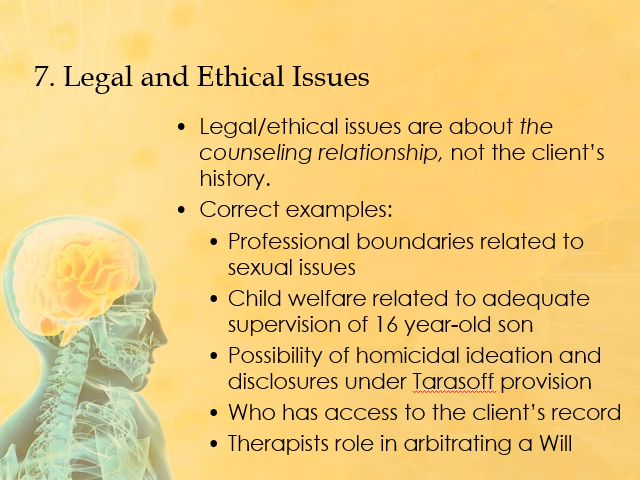 7. Legal and Ethical Issues
• Legal/ethical issues are about the
counseling relationship, not the client’s
history.
• Correct examples:
• Professional boundaries related to
sexual issues
• Child welfare related to adequate
supervision of 16 year-old son
• Possibility of homicidal ideation and
disclosures under Tarasoff provision
• Who has access to the client’s record
• Therapists role in arbitrating a Will